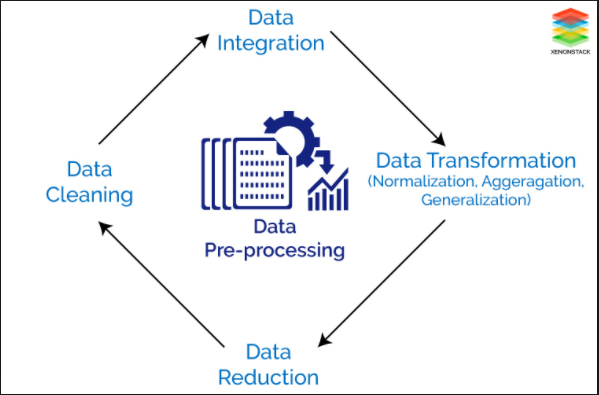 Data
Integration
XENONSTACK
Data Transformation
(Normalization, Aggeragation,
Generalization)
Data
Cleaning
Data
Pre-processing
Data
Reduction